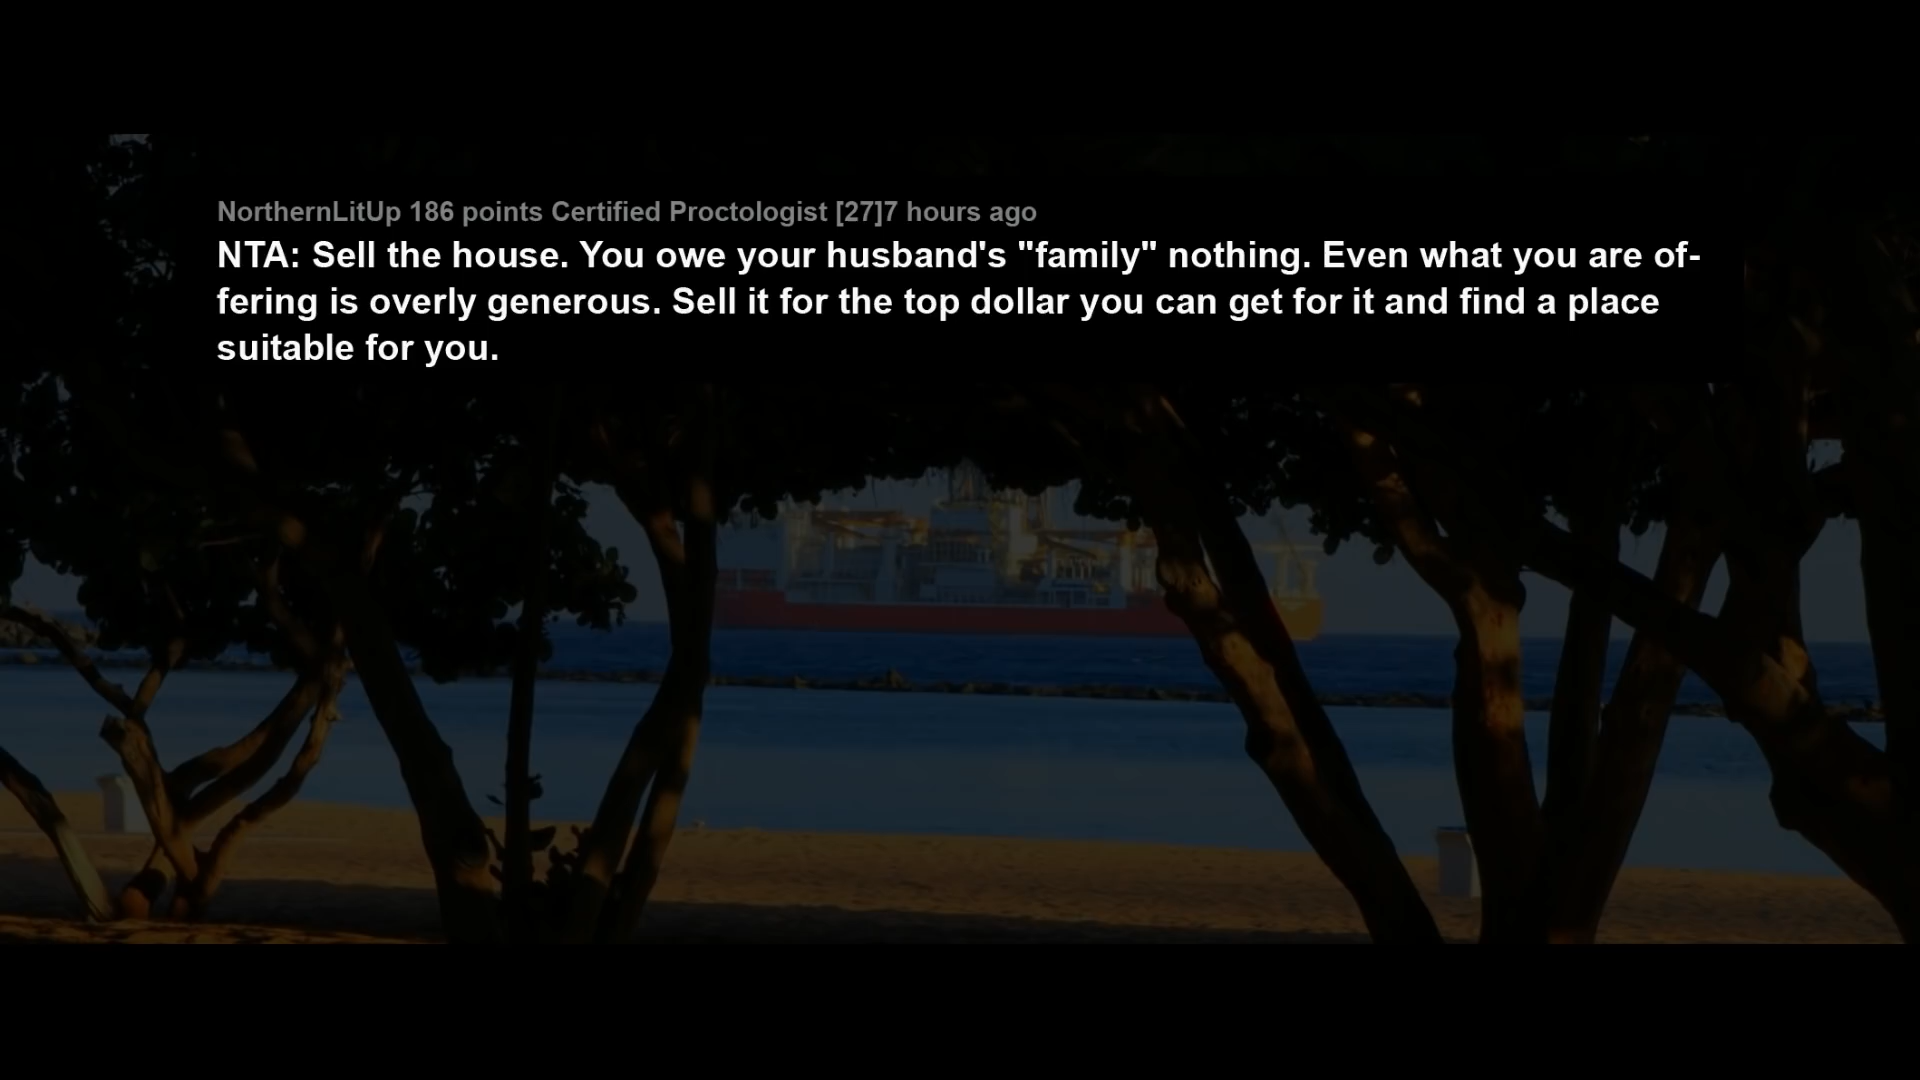 NorthernLitUp 186 points Certified Proctologist [27]7 hours ago
NTA: Sell the house. You owe your husband's "family" nothing. Even what you are of-
fering is overly generous. Sell it for the top dollar you can get for it and find a place
suitable for you.